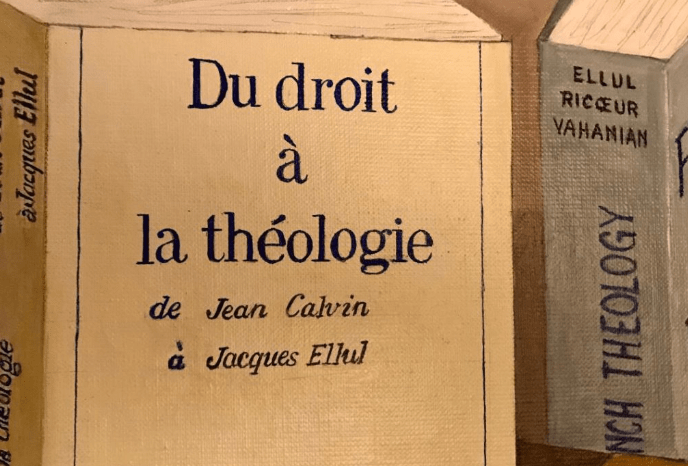 à Jacques Ellul
Du droit
à
la théologie
de Jean Calvin
à Jacques Ellul
ELLUL
RICŒUR
VAHANIAN
NCH THEOLOGY